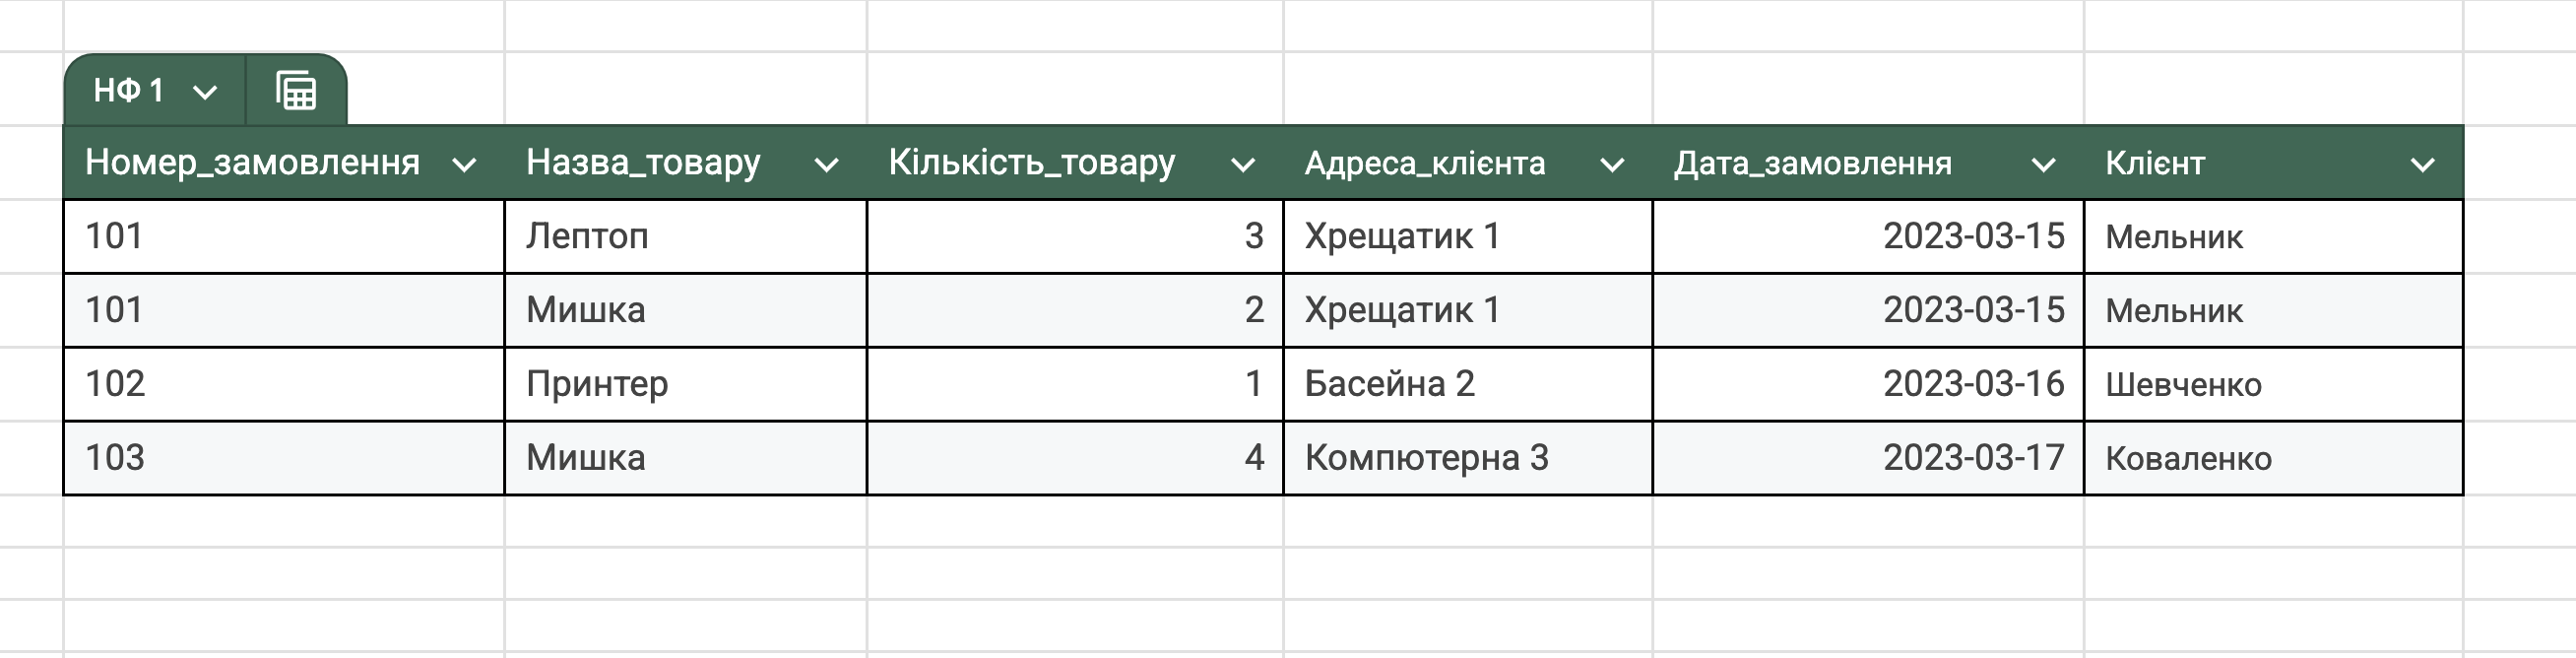 НФ 1
Номер_замовлення Назва_товару Кількість_товару Адреса_клієнта Дата_замовлення Клієнт
101 Лептоп 3 Хрещатик 1 2023-03-15 Мельник
101 Мишка 2 Хрещатик 1 2023-03-15 Мельник
102 Принтер 1 Басейна 2 2023-03-16 Шевченко
103 Мишка 4 Компютерна 3 2023-03-17 Коваленко